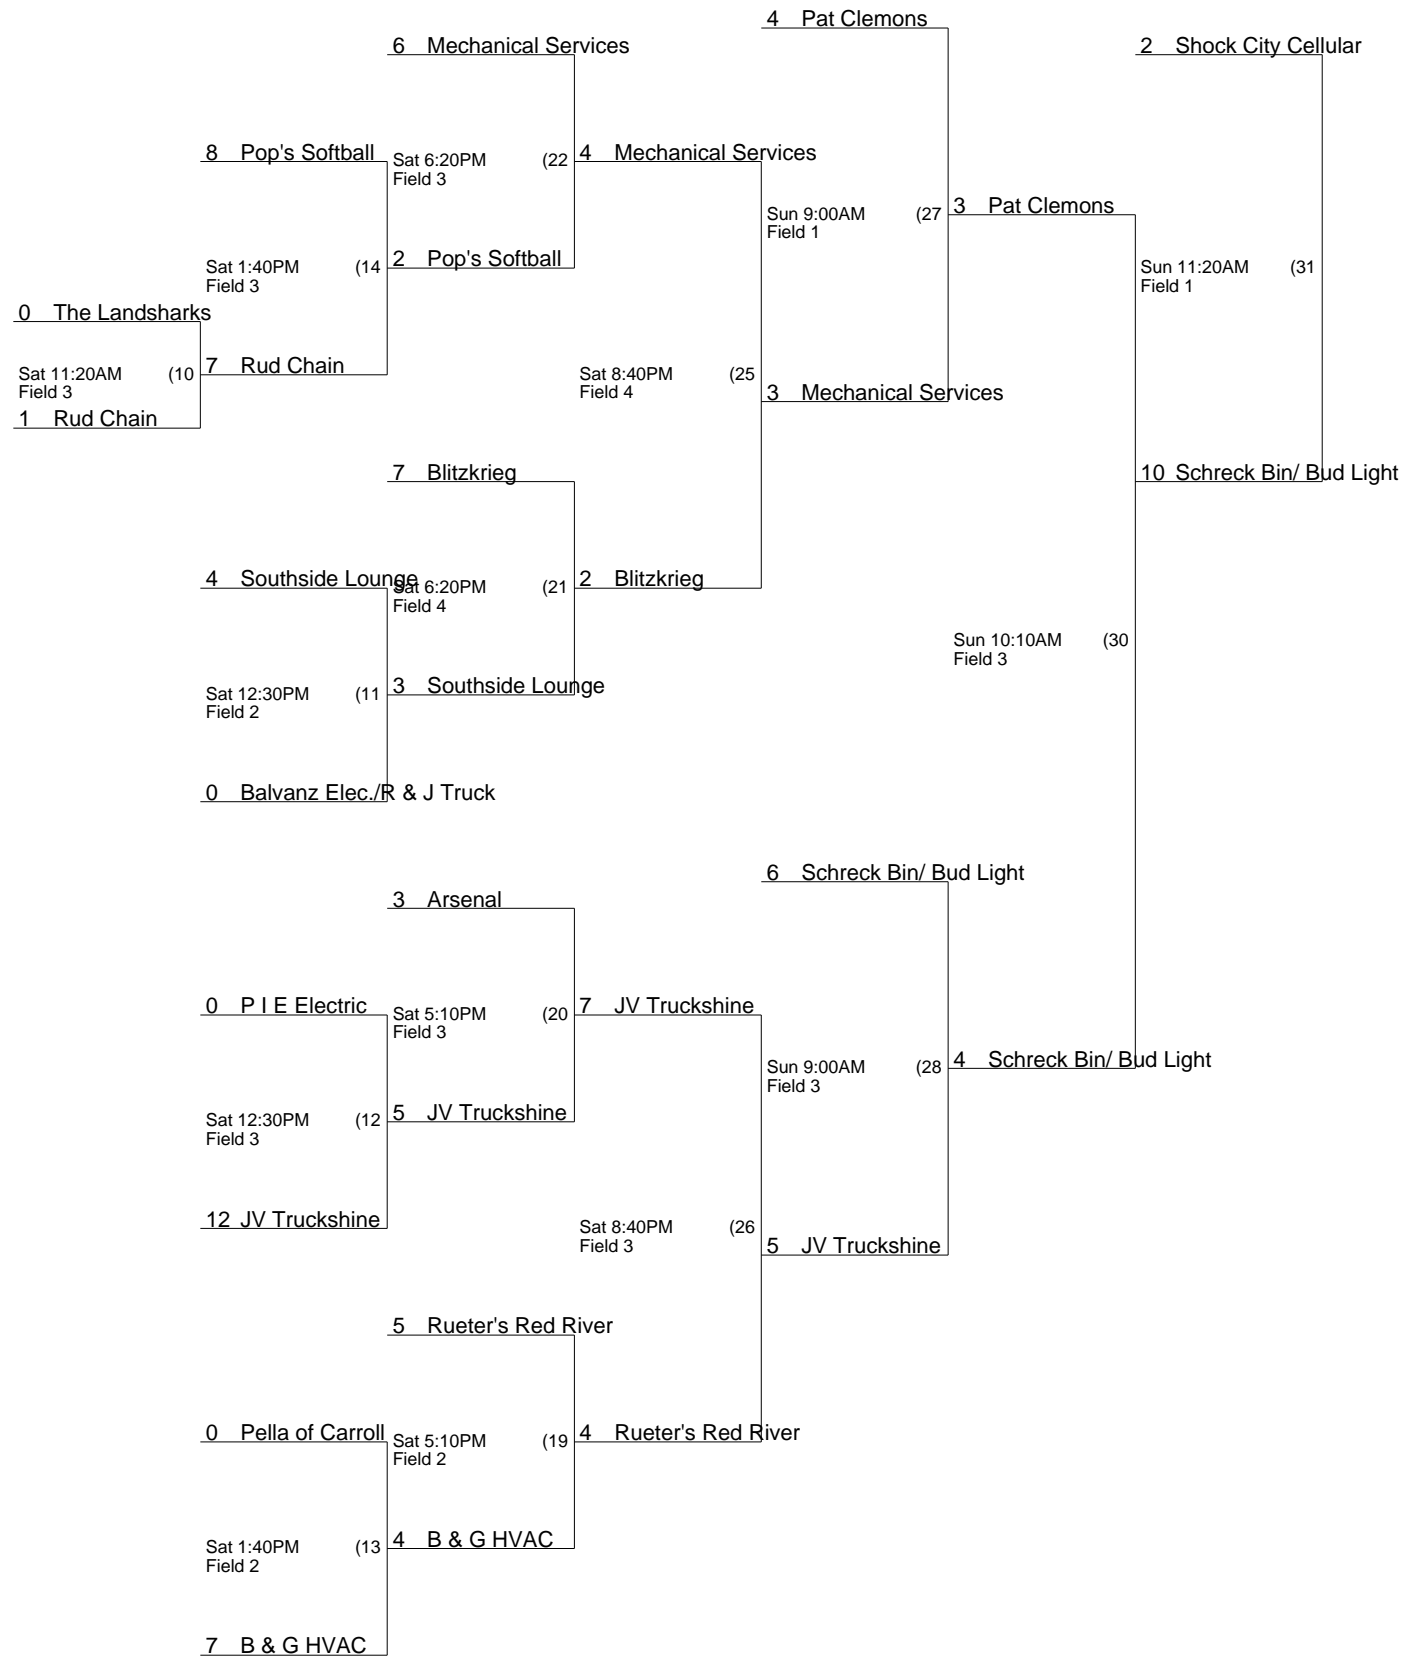 4 Pat Clemons
6 Mechanical Services
2 Shock City Cellular
8 Pop's Softball
Sat 6:20PM (22
Field 3
4 Mechanical Services
Sun 9:00AM (27
Field 1
3 Pat Clemons
Sat 1:40PM (14
Field 3
2 Pop's Softball
Sun 11:20AM (31
Field 1
0 The Landsharks
Sat 11:20AM (10
Field 3
7 Rud Chain
Sat 8:40PM (25
Field 4
3 Mechanical Services
1 Rud Chain
7 Blitzkrieg
10 Schreck Bin/ Bud Light
4 Southside Lounge
Sat 6:20PM (21
Field 4
2 Blitzkrieg
Sun 10:10AM (30
Field 3
Sat 12:30PM (11
Field 2
3 Southside Lounge
0 Balvanz Elec./R & J Truck
6 Schreck Bin/ Bud Light
3 Arsenal
0 P I E Electric
Sat 5:10PM (20
Field 3
7 JV Truckshine
Sun 9:00AM (28
Field 3
4 Schreck Bin/ Bud Light
Sat 12:30PM (12
Field 3
5 JV Truckshine
12 JV Truckshine
Sat 8:40PM (26
Field 3
5 JV Truckshine
5 Rueter's Red River
0 Pella of Carroll
Sat 5:10PM (19
Field 2
4 Rueter's Red River
Sat 1:40PM (13
Field 2
4 B & G HVAC
7 B & G HVAC